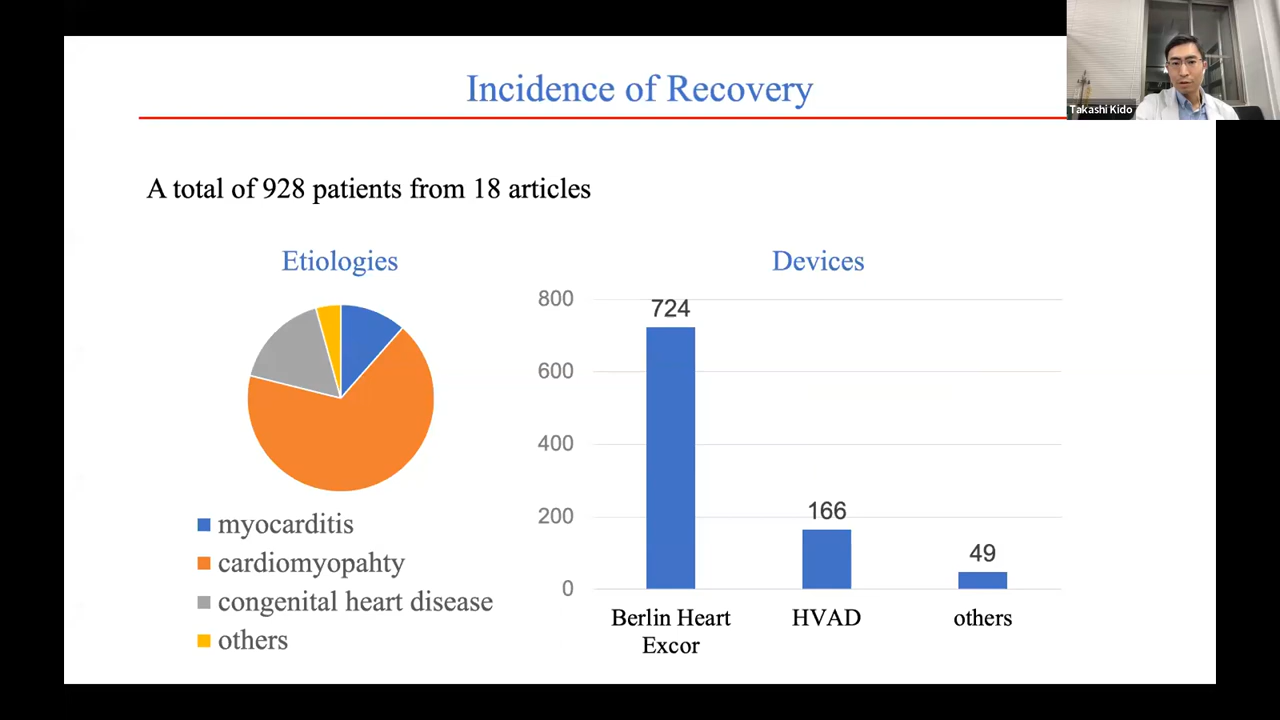 Incidence of Recovery
Takashi Kido
A total of 928 patients from 18 articles
Etiologies
myocarditis
cardiomyopahty
congenital heart disease
others
Devices
800
600
400
200
0
724
166
49
Berlin Heart
Excor
HVAD
others